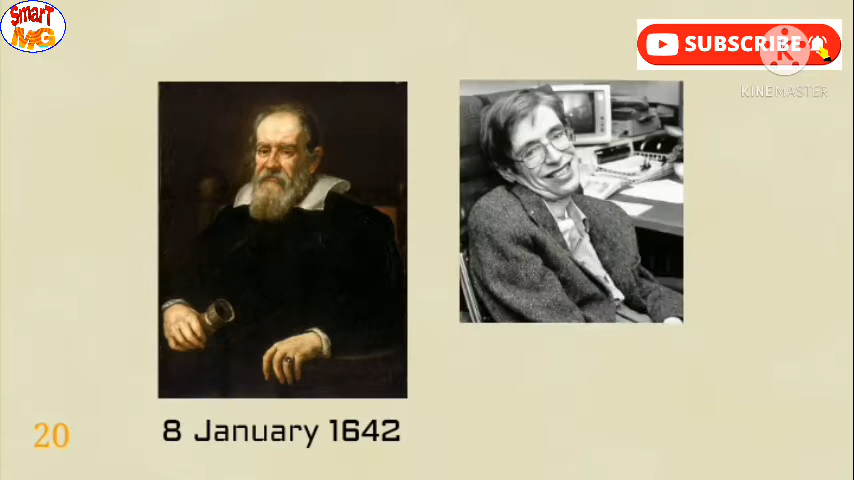 SmarT
MG
SUBSCRIBE
K
KINEMASTER
20
8 January 1642